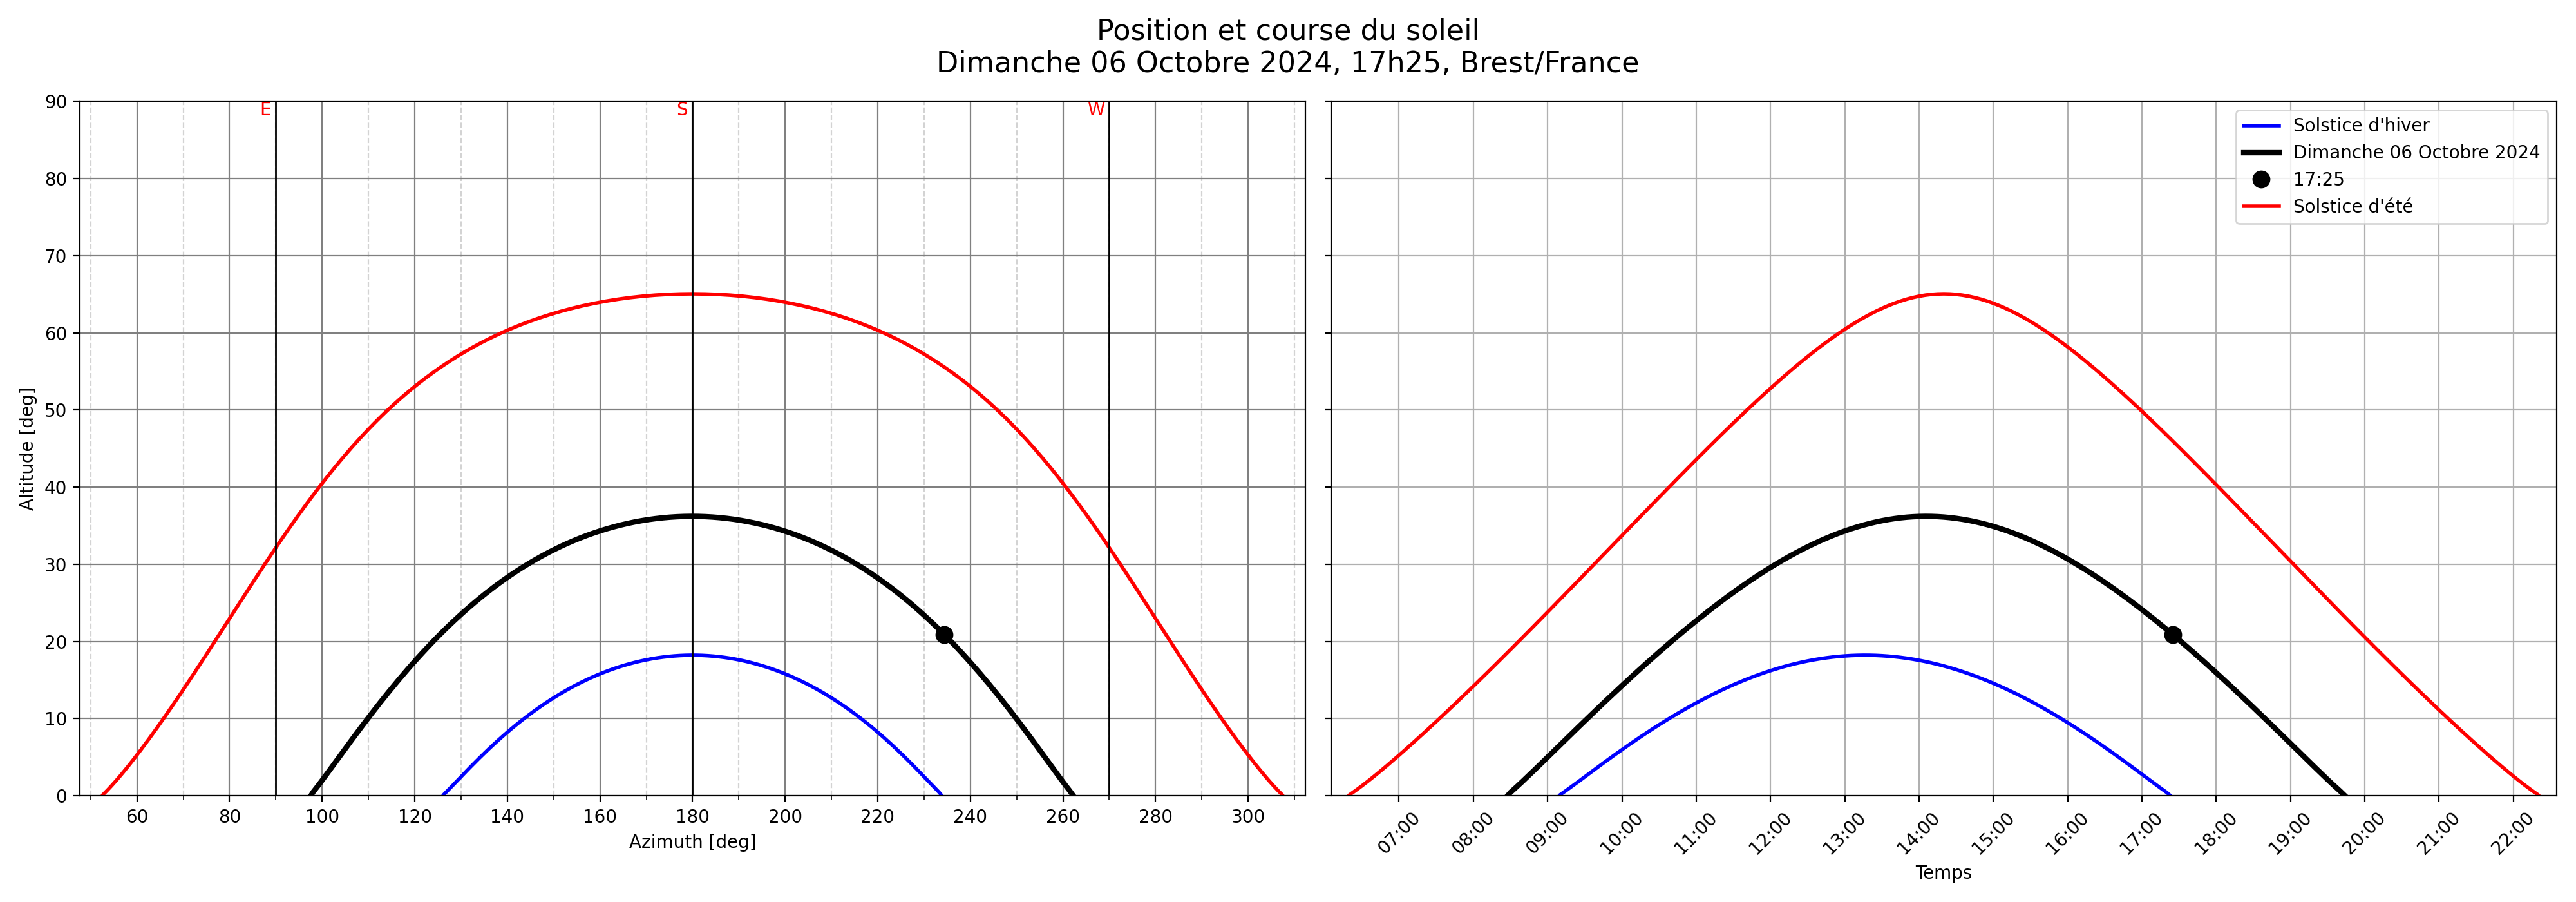 Position et course du soleil
Dimanche 06 Octobre 2024, 17h25, Brest/France
E
S
W
90
80
70
60
50
40
30
20
10
0
Altitude [deg]
60 80 100 120 140 160 180 200 220 240 260 280 300
Azimuth [deg]
Solstice d'hiver
Dimanche 06 Octobre 2024
17:25
Solstice d'été
07:00 08:00 09:00 10:00 11:00 12:00 13:00 14:00 15:00 16:00 17:00 18:00 19:00 20:00 21:00 22:00
Temps